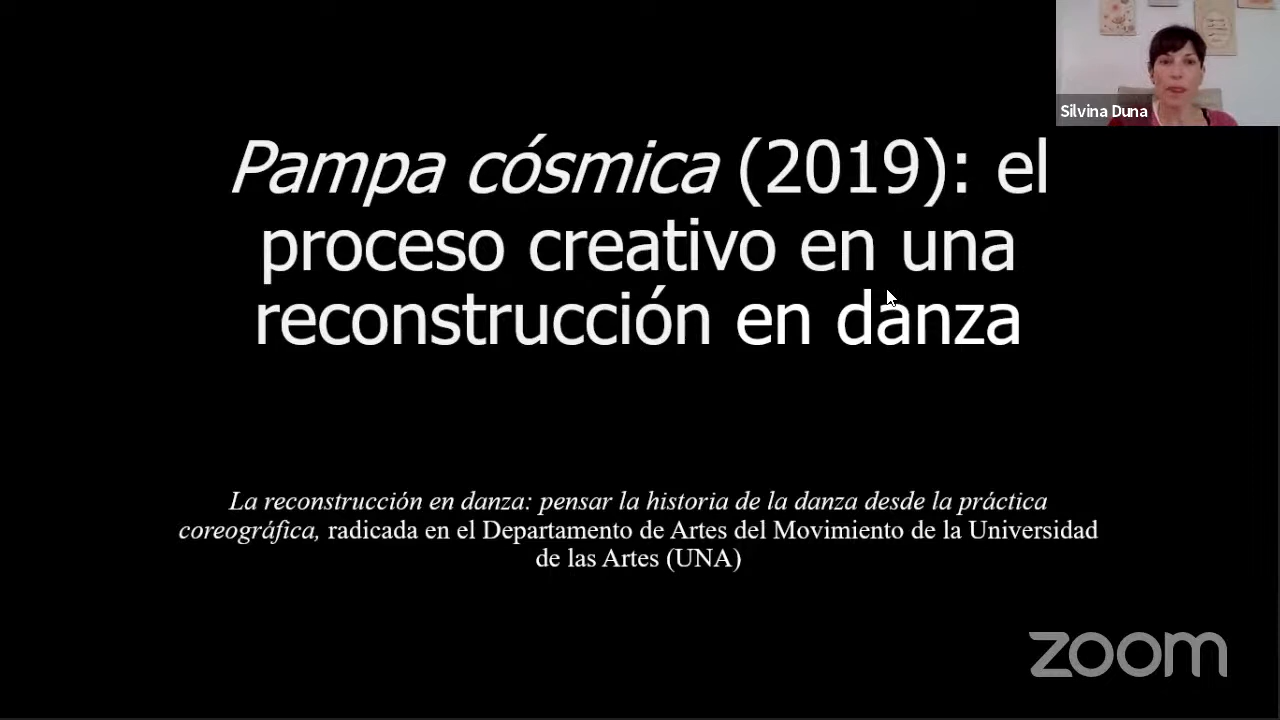 Silvina Duna
Pampa cósmica (2019): el
proceso creativo en una
reconstrucción en danza
La reconstrucción en danza: pensar la historia de la danza desde la práctica
coreográfica, radicada en el Departamento de Artes del Movimiento de la Universidad
de las Artes (UNA)
zoom